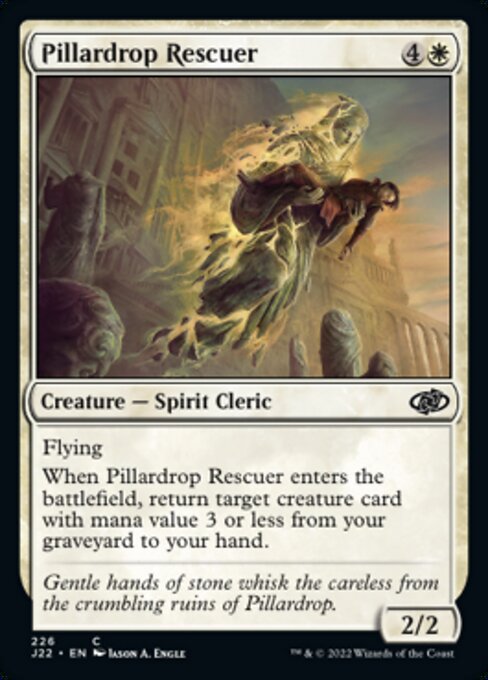 Pillardrop Rescuer 4
Creature — Spirit Cleric
Flying
When Pillardrop Rescuer enters the
battlefield, return target creature card
with mana value 3 or less from your
graveyard to your hand.
Gentle hands of stone whisk the careless from
the crumbling ruins of Pillardrop.
2/2
226 C
J22 • EN Iason A. Engle
™ & © 2022 Wizards of the Coast